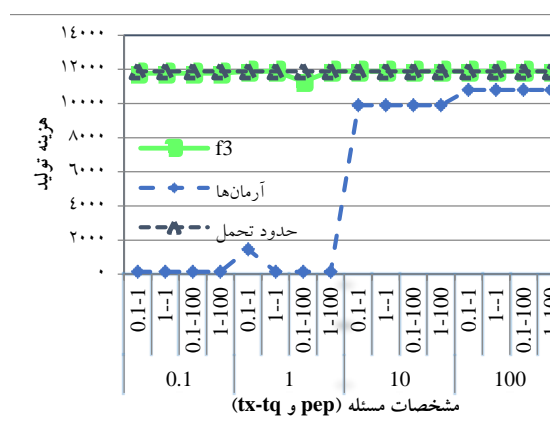 ۱۴۰۰۰
۱۲۰۰۰
۱۰۰۰۰
۸۰۰۰
۶۰۰۰
۴۰۰۰
۲۰۰۰
۰
هزینه تولید
f3
آرمان‌ها
حدود تحمل
0.1-1 1--1 0.1-100 1-100 0.1-1 1--1 0.1-100 1-100 0.1-1 1--1 0.1-100 1-100 0.1-1 1--1 0.1-100 1-100
0.1 1 10 100
مشخصات مسئله (pep و tx-tq)